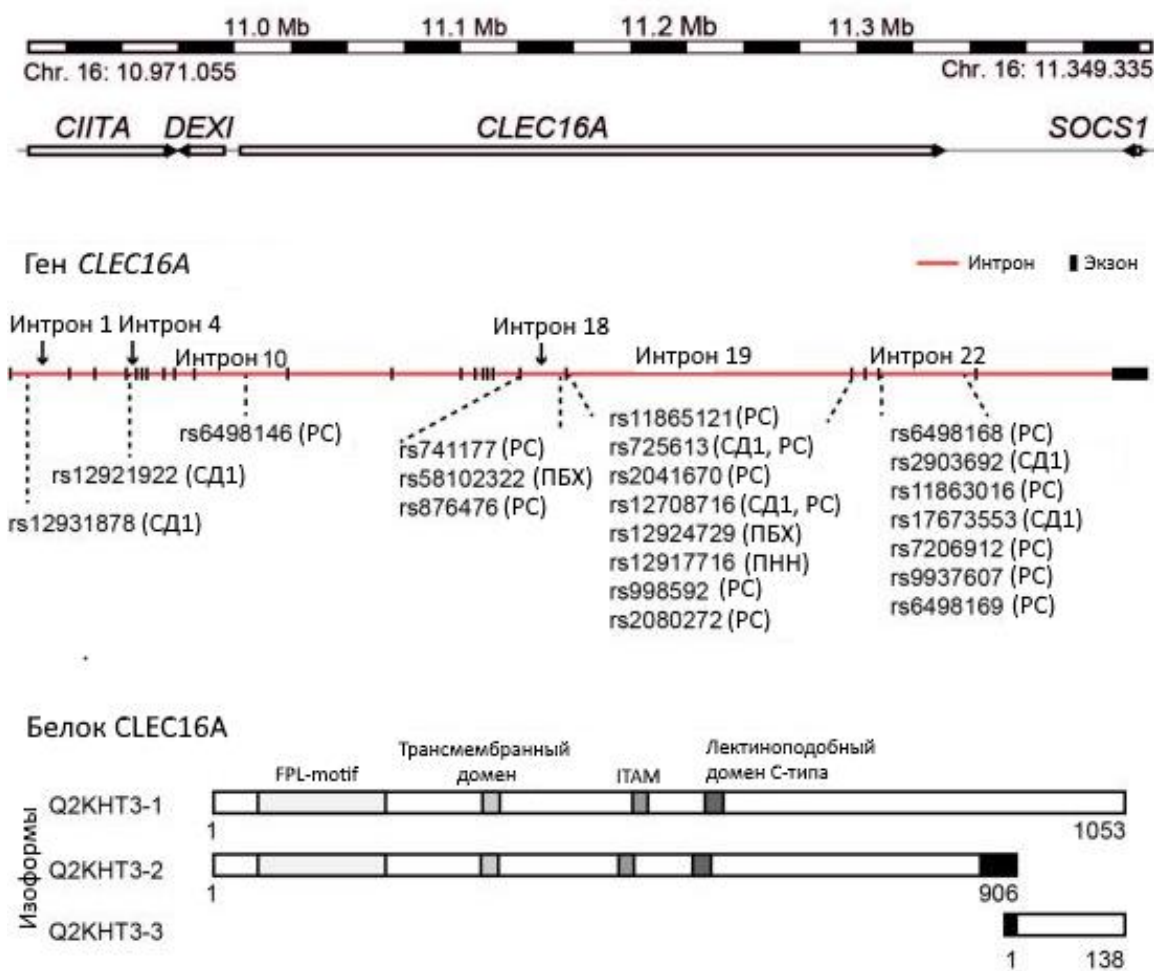 11.0 Mb 11.1 Mb 11.2 Mb 11.3 Mb
Chr. 16: 10.971.055 Chr. 16: 11.349.335
CIITA DEXI CLEC16A SOCS1
Ген CLEC16A
Интрон Экзон
Интрон 1 Интрон 4 Интрон 18
Интрон 10 Интрон 19 Интрон 22
rs6498146 (РС)
rs12921922 (СД1)
rs12931878 (СД1)
rs741177 (РС)
rs58102322 (ПБХ)
rs876476 (РС)
rs11865121 (РС)
rs725613 (СД1, РС)
rs2041670 (РС)
rs12708716 (СД1, РС)
rs12924729 (ПБХ)
rs12917716 (ПНН)
rs998592 (РС)
rs2080272 (РС)
rs6498168 (РС)
rs2903692 (СД1)
rs11863016 (РС)
rs17673553 (СД1)
rs7206912 (РС)
rs9937607 (РС)
rs6498169 (РС)
Белок CLEC16A
FPL-motif
Трансмембранный
домен
ITAM
Лектиноподобный
домен С-типа
Изоформы
Q2KHT3-1
1 1053
Q2KHT3-2
1 906
Q2KHT3-3
1 138